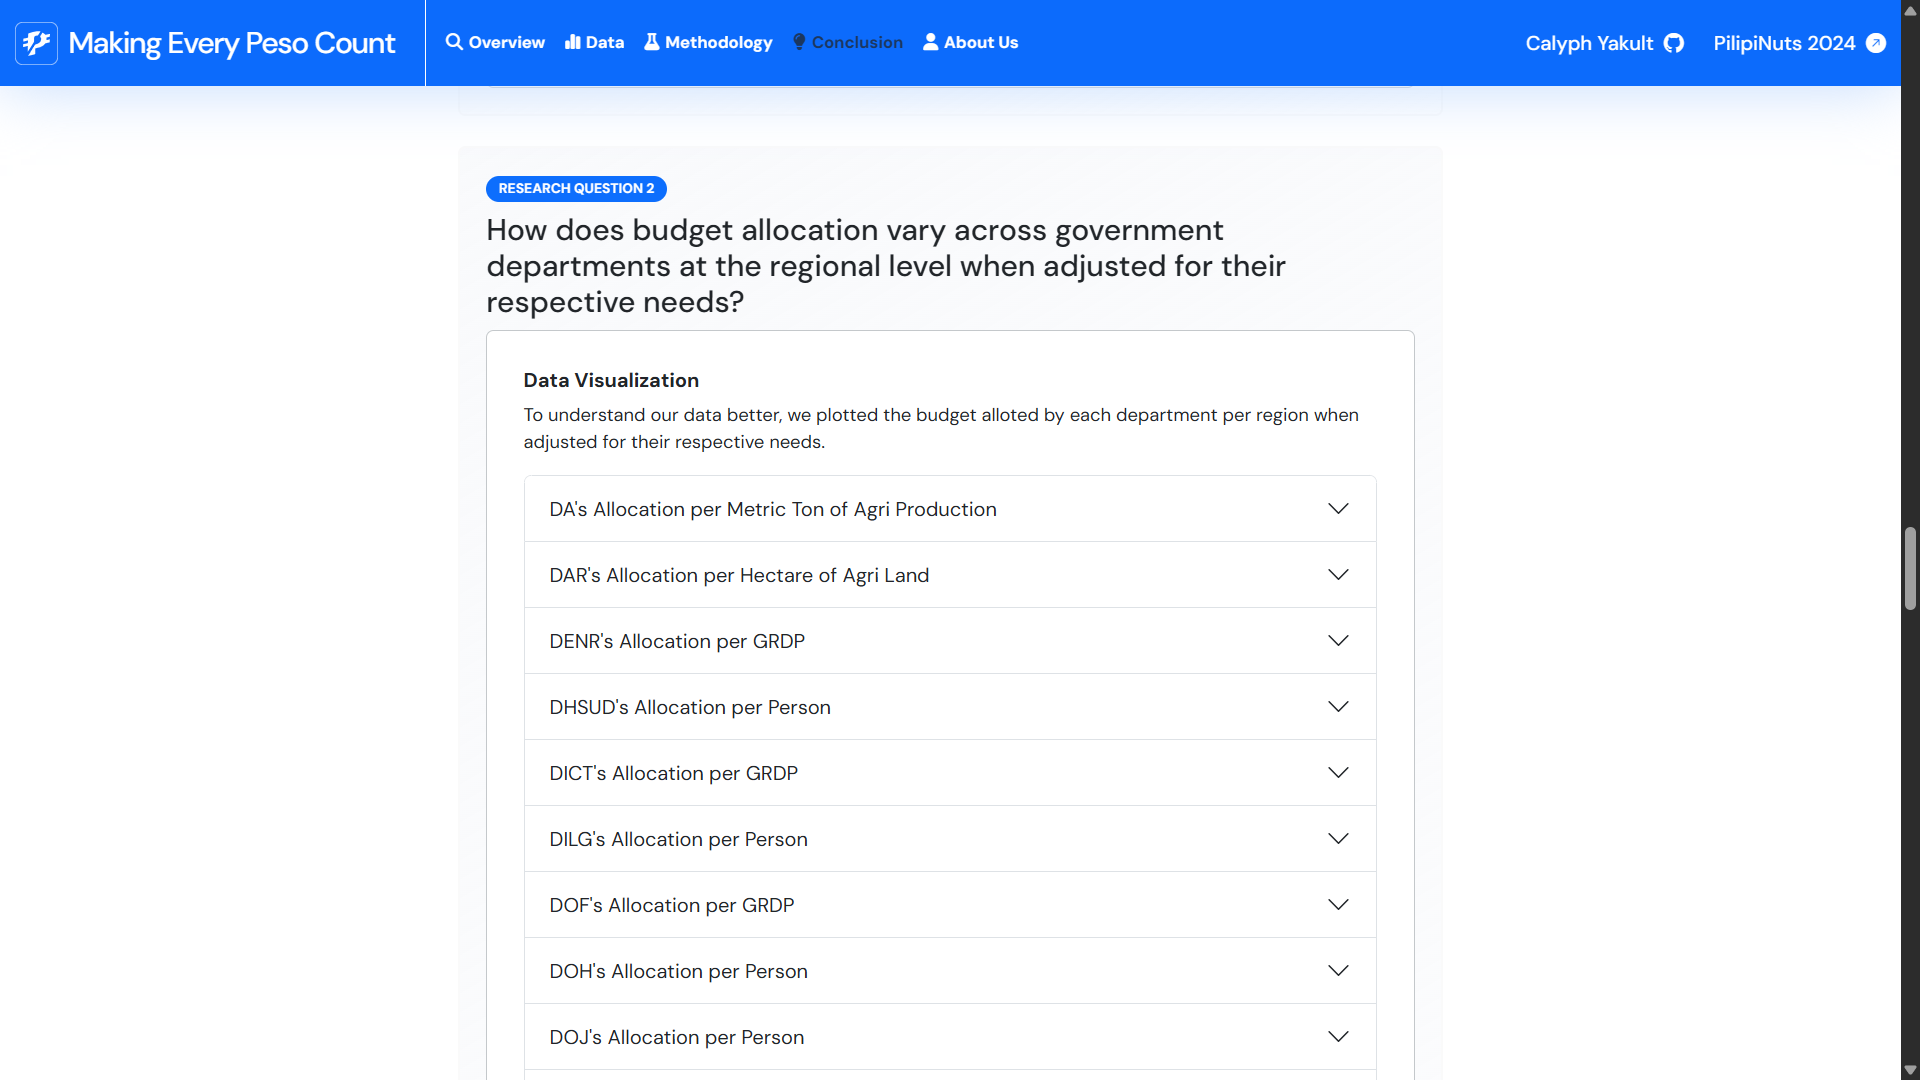 Making Every Peso Count
Overview
Data
Methodology
Conclusion
About Us
Calyph Yakult
PilipiNuts 2024
RESEARCH QUESTION 2
How does budget allocation vary across government
departments at the regional level when adjusted for their
respective needs?
Data Visualization
To understand our data better, we plotted the budget alloted by each department per region when
adjusted for their respective needs.
DA's Allocation per Metric Ton of Agri Production
DAR's Allocation per Hectare of Agri Land
DENR's Allocation per GRDP
DHSUD's Allocation per Person
DICT's Allocation per GRDP
DILG's Allocation per Person
DOF's Allocation per GRDP
DOH's Allocation per Person
DOJ's Allocation per Person